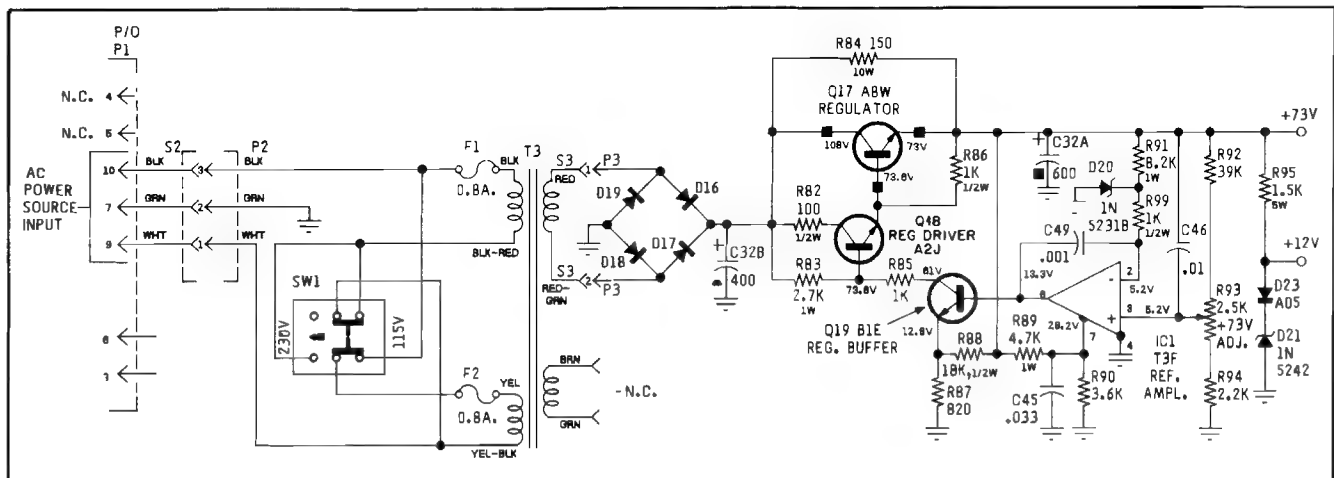 P/O
P1
N.C. 4
N.C. 5
AC
POWER
SOURCE
INPUT
10
BLK
S2
3
P2
BLK
7
GRN
2
GRN
9
WHT
1
WHT
6
SW1
230V
115V
F1
0.8A.
BLK
T3
BLK-RED
F2
0.8A.
YEL
YEL-BLK
S3
1
P3
RED
S3
2
P3
RED-
GRN
BRN
-N.C.
GRN
D19
D16
D18
D17
+
C32B
400
R84 150
10W
Q17 A8W
REGULATOR
108V
73V
73.6V
R86
1K
1/2W
R82
100
1/2W
Q48
REG DRIVER
A2J
R83
2.7K
1W
73.8V
R85
1K
61V
Q19 B1E
REG. BUFFER
12.8V
R88
18K,1/2W
R87
820
R89
4.7K
1W
C45
.033
R90
3.6K
28.2V
7
13.3V
6
C49
.001
2
5.2V
3
5.2V
4
IC1
T3F
REF.
AMPL.
+
C32A
600
D20
1N
5231B
R91
8.2K
1W
R99
1K
1/2W
C46
.01
R92
39K
R93
2.5K
+73V
ADJ.
R94
2.2K
+73V
R95
1.5K
5W
+12V
D23
A05
D21
1N
5242